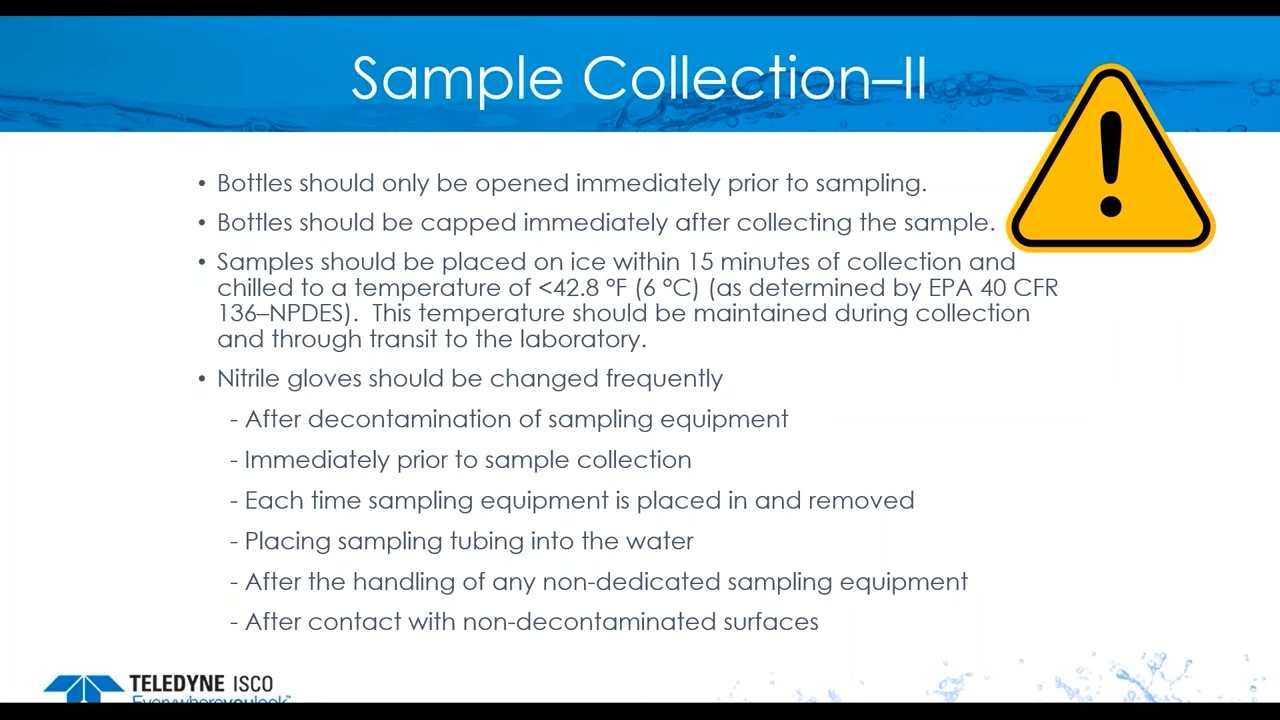 Sample Collection–II
• Bottles should only be opened immediately prior to sampling.
• Bottles should be capped immediately after collecting the sample.
• Samples should be placed on ice within 15 minutes of collection and
chilled to a temperature of <42.8 °F (6 °C) (as determined by EPA 40 CFR
136–NPDES).  This temperature should be maintained during collection
and through transit to the laboratory.
• Nitrile gloves should be changed frequently
- After decontamination of sampling equipment
- Immediately prior to sample collection
- Each time sampling equipment is placed in and removed
- Placing sampling tubing into the water
- After the handling of any non-dedicated sampling equipment
- After contact with non-decontaminated surfaces
TELEDYNE ISCO
Everywhereyoulook™